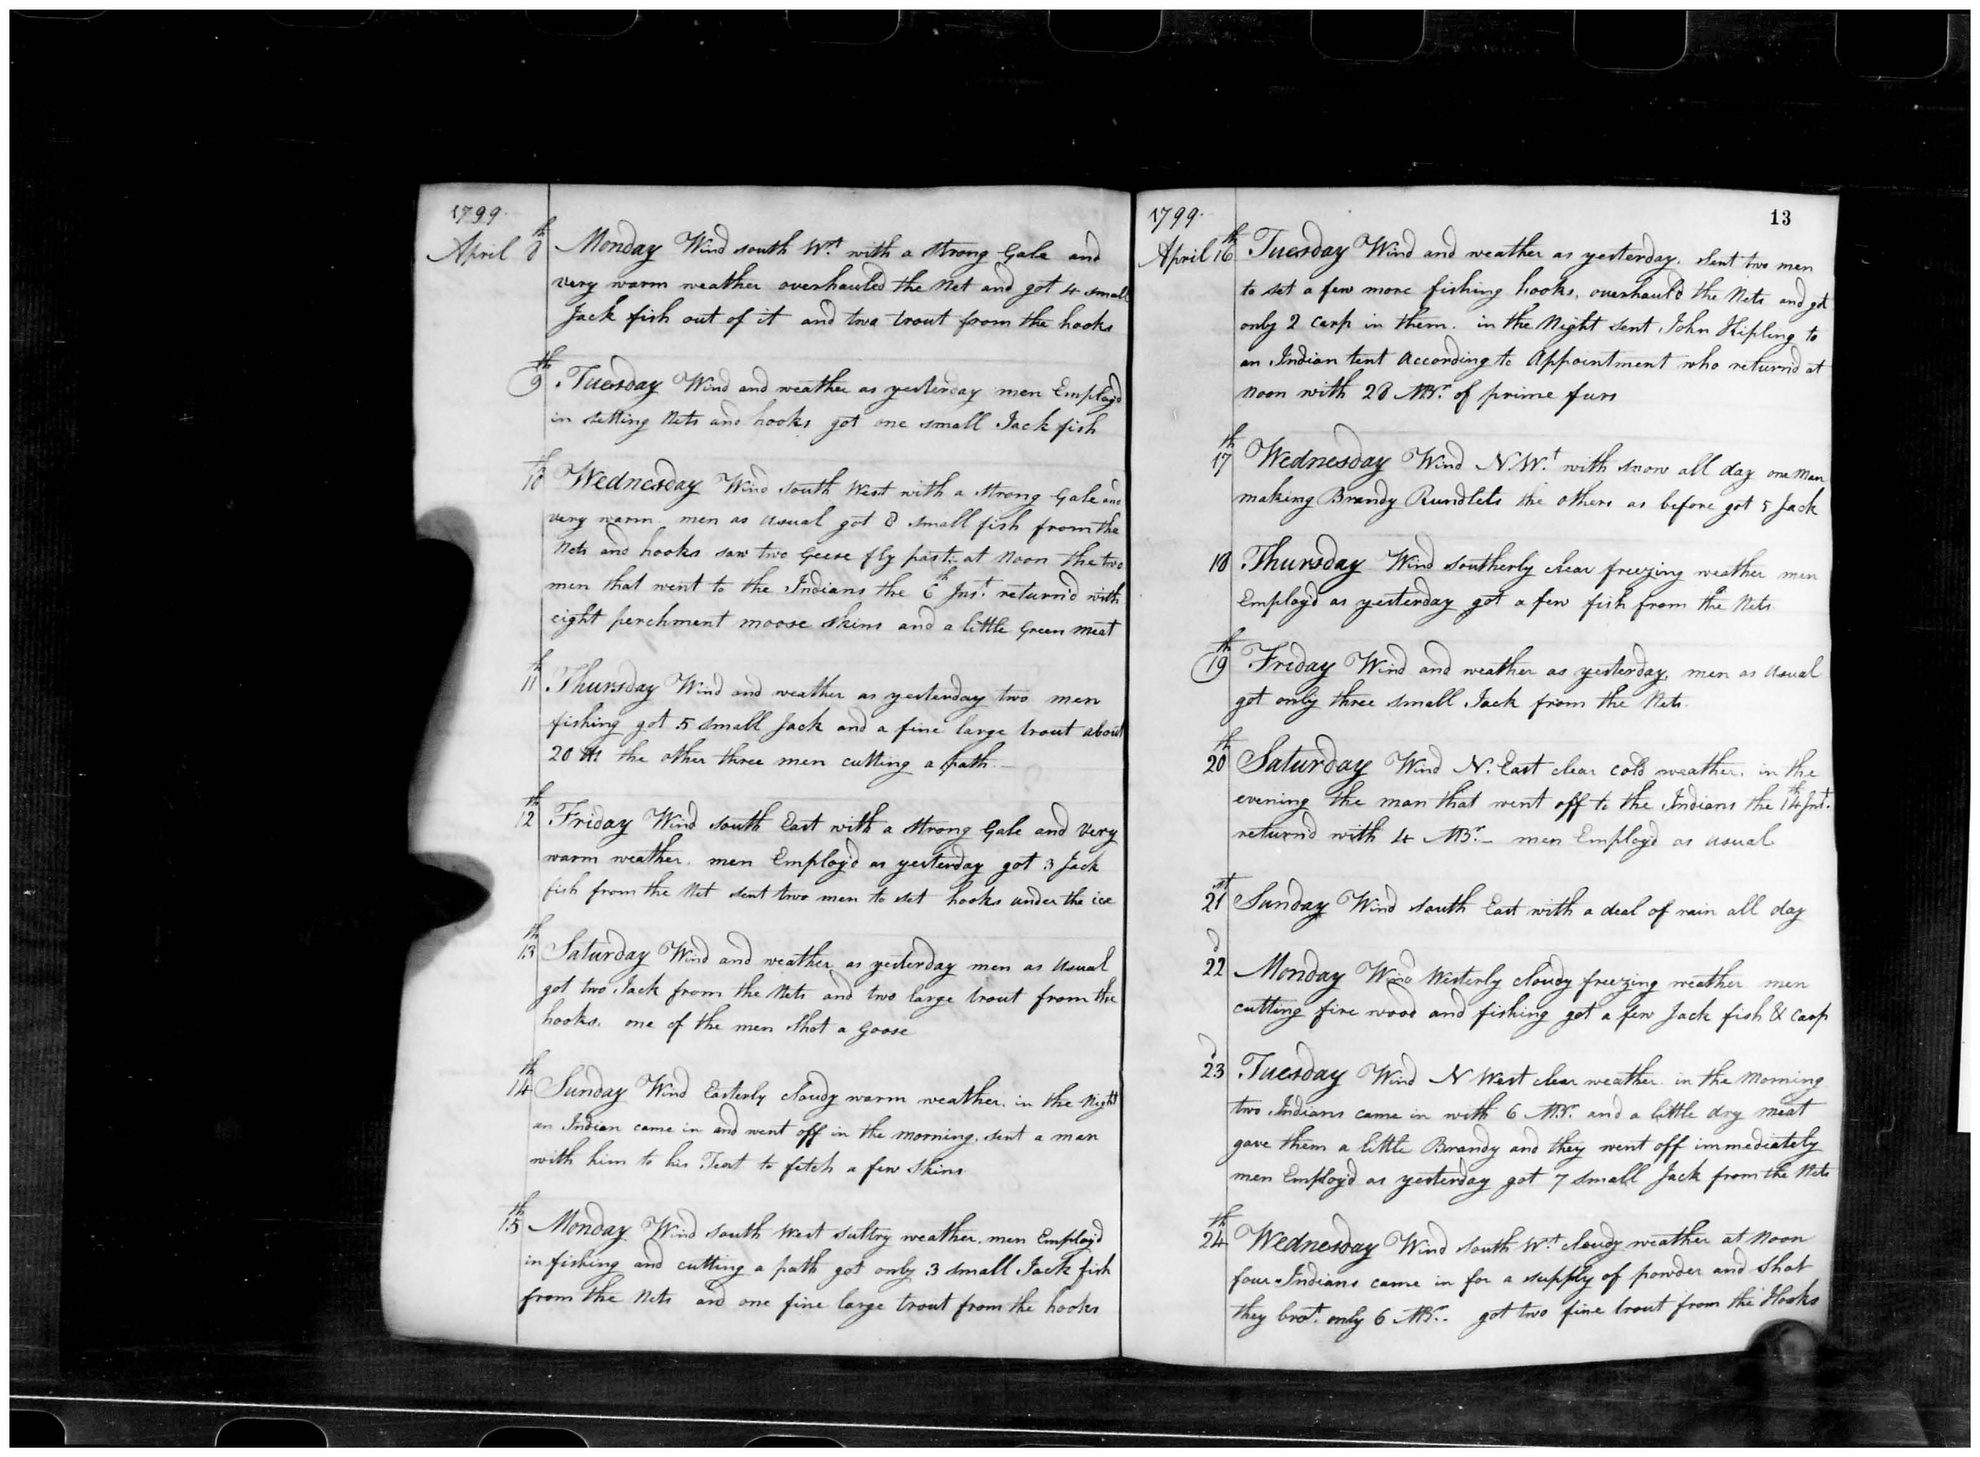 1799.
April 8th Monday Wind south Wst. with a strong Gale and
very warm weather overhauled the Net and got 4 small
Jack fish out of it and two trout from the hooks
9th Tuesday Wind and weather as yesterday men Employ'd
in setting Nets and hooks got one small Jack fish
10th Wednesday Wind south West with a strong Gale and
very warm men as usual got 8 small fish from the
Nets and hooks saw two Geese fly past. at Noon the two
men that went to the Indians the 6th Inst. return'd with
eight perchment moose skins and a little Green meat
11th Thursday Wind and weather as yesterday two men
fishing got 5 small Jack and a fine large trout about
20 lbs the other three men cutting a path.
12th Friday Wind south East with a strong Gale and very
warm weather. men Employ'd as yesterday got 3 Jack
fish from the Net sent two men to set hooks under the ice
13th Saturday Wind and weather as yesterday men as usual
got two Jack from the Nets and two large trout from the
hooks. one of the men shot a Goose
14th Sunday Wind Easterly cloudy warm weather. in the Night
an Indian came in and went off in the morning. sent a man
with him to his Tent to fetch a few skins
15th Monday Wind south West sultry weather. men Employ'd
in fishing and cutting a path got only 3 small Jack fish
from the Nets and one fine large trout from the hooks
1799.
13
April 16th Tuesday Wind and weather as yesterday. sent two men
to set a few more fishing hooks, overhaul'd the Nets and got
only 2 carp in them. in the Night sent John Kipling to
an Indian tent According to Appointment who return'd at
Noon with 28 MBr. of prime furs
17th Wednesday Wind N.W.t with snow all day one Man
making Brandy Rundlets the others as before got 5 Jack
18 Thursday Wind southerly clear freezing weather men
Employ'd as yesterday got a few fish from the Nets
19th Friday Wind and weather as yesterday. men as usual
got only three small Jack from the Nets.
20th Saturday Wind N. East clear cold weather. in the
evening the man that went off to the Indians the 14th Inst.
return'd with 4 MBr. men Employ'd as usual
21st Sunday Wind south East with a deal of rain all day
22d Monday Wind Westerly cloudy freezing weather men
cutting fire wood and fishing got a few Jack fish & carp
23d Tuesday Wind N West clear weather in the Morning
two Indians came in with 6 MBr. and a little dry meat
gave them a little Brandy and they went off immediately
men Employ'd as yesterday got 7 small Jack from the Nets
24th Wednesday Wind south Wst. cloudy weather at Noon
four Indians came in for a supply of powder and shot
they brot. only 6 MBr. got two fine trout from the Hooks